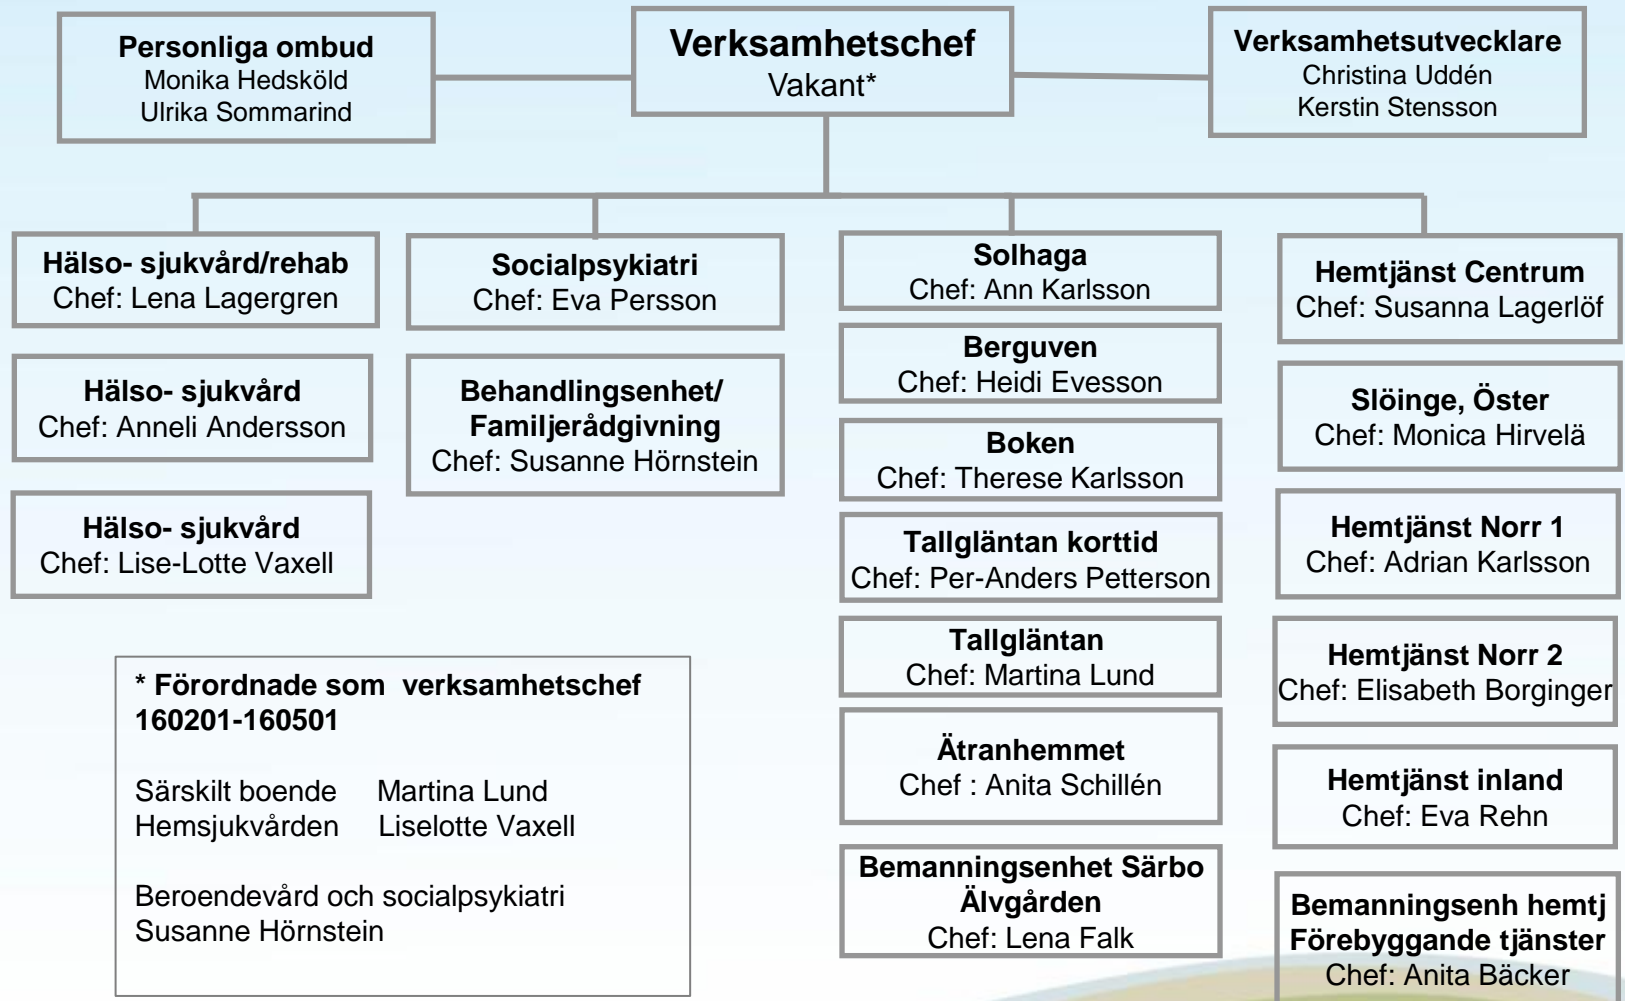 Personliga ombud
Monika Hedsköld
Ulrika Sommarind
Verksamhetschef
Vakant*
Verksamhetsutvecklare
Christina Uddén
Kerstin Stensson
Hälso- sjukvård/rehab
Chef: Lena Lagergren
Hälso- sjukvård
Chef: Anneli Andersson
Hälso- sjukvård
Chef: Lise-Lotte Vaxell
Socialpsykiatri
Chef: Eva Persson
Behandlingsenhet/
Familjerådgivning
Chef: Susanne Hörnstein
Solhaga
Chef: Ann Karlsson
Berguven
Chef: Heidi Evesson
Boken
Chef: Therese Karlsson
Tallgläntan korttid
Chef: Per-Anders Petterson
Tallgläntan
Chef: Martina Lund
Ätranhemmet
Chef : Anita Schillén
Bemanningsenhet Särbo
Älvgården
Chef: Lena Falk
Hemtjänst Centrum
Chef: Susanna Lagerlöf
Slöinge, Öster
Chef: Monica Hirvelä
Hemtjänst Norr 1
Chef: Adrian Karlsson
Hemtjänst Norr 2
Chef: Elisabeth Borginger
Hemtjänst inland
Chef: Eva Rehn
Bemanningsenh hemtj
Förebyggande tjänster
Chef: Anita Bäcker
* Förordnade som verksamhetschef
160201-160501
Särskilt boende Martina Lund
Hemsjukvården Liselotte Vaxell
Beroendevård och socialpsykiatri
Susanne Hörnstein